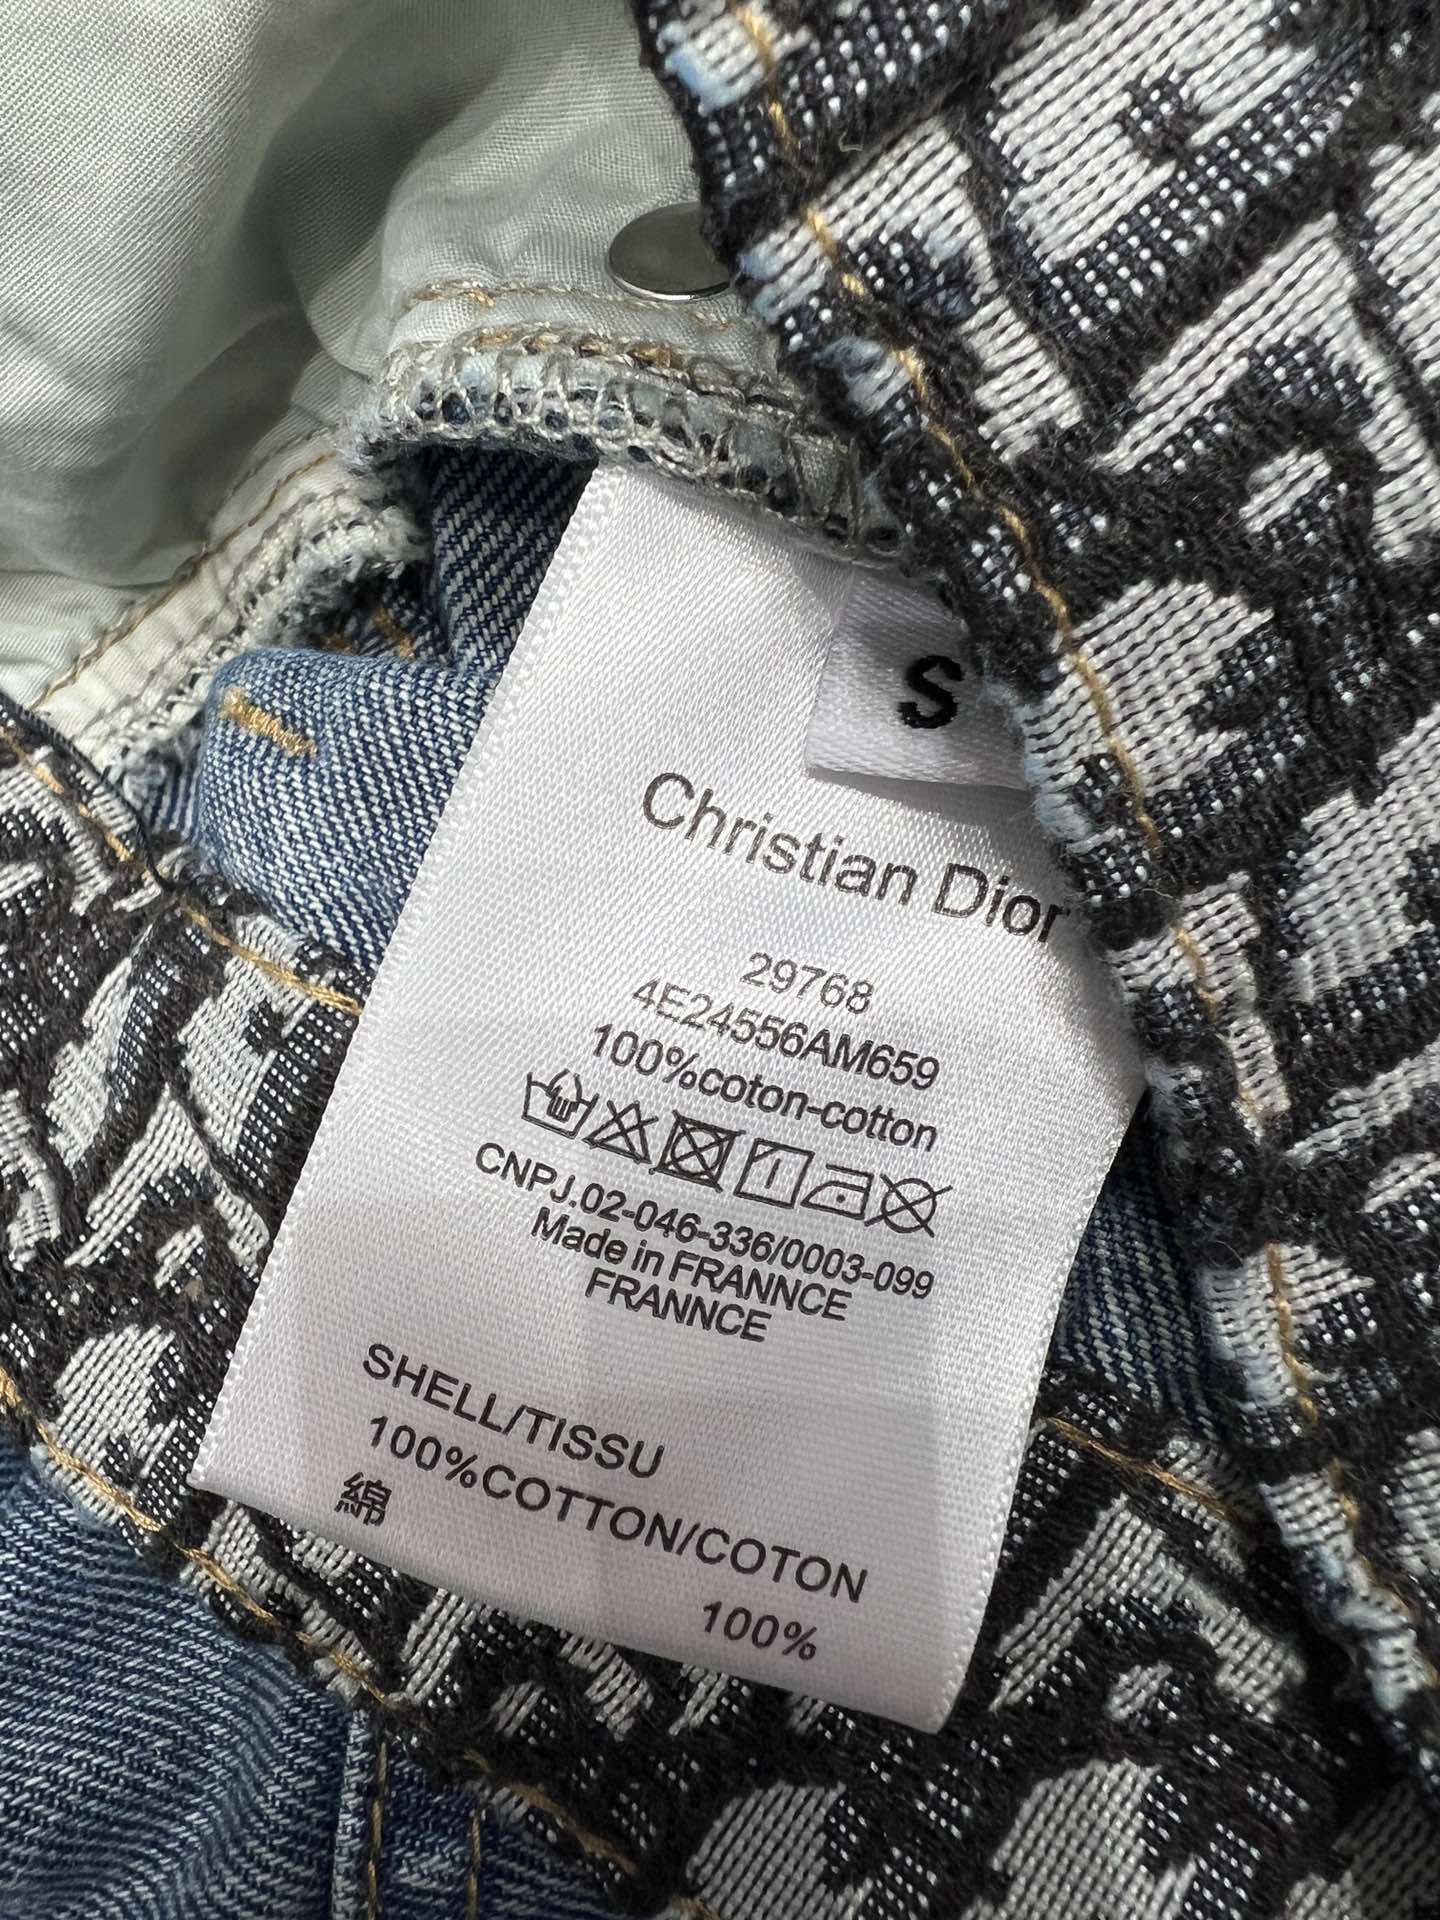 S
Christian Dior
29768
4E24556AM659
100%coton-cotton
CNPJ.02-046-336/0003-099
Made in FRANNCE
FRANNCE
SHELL/TISSU
100%COTTON/COTON
綿 100%